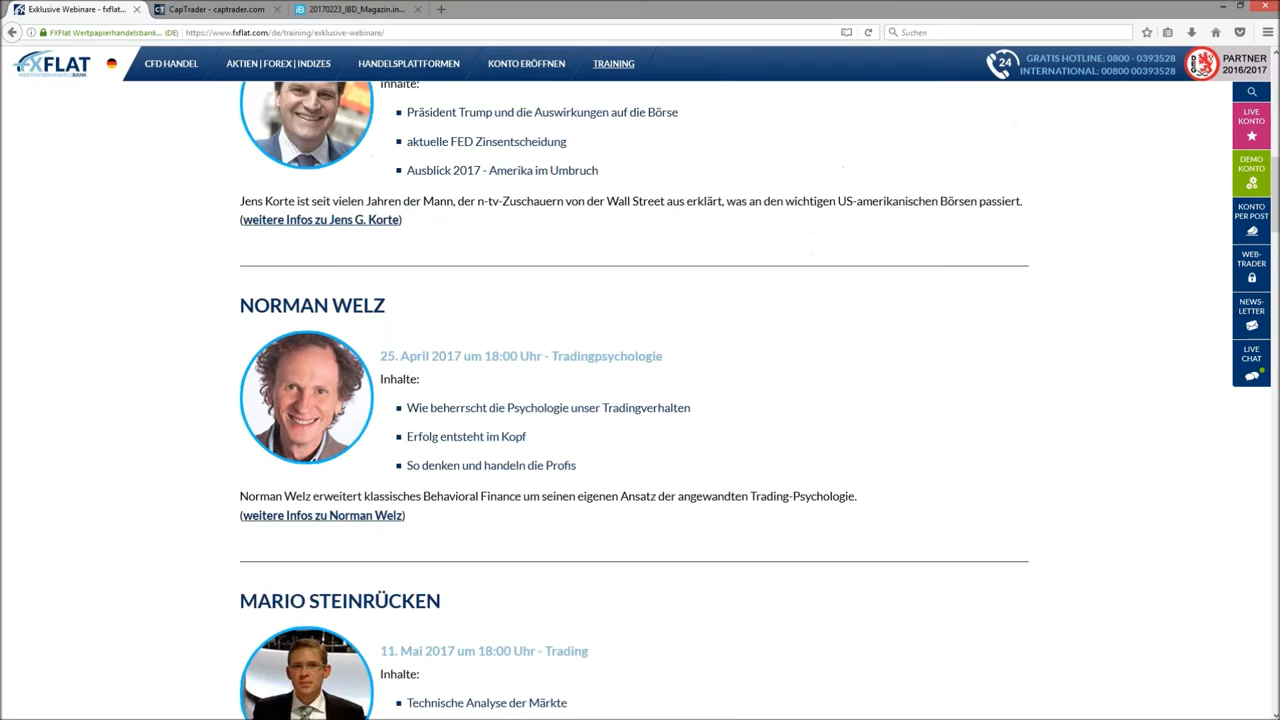 Exklusive Webinare - fxflat...
CapTrader - captrader.com
20170223_iBD_Magazin.in...
FXFlat Wertpapierhandelsbank... (DE)
https://www.fxflat.com/de/training/exklusive-webinare/
Suchen
FXFLAT
WERTPAPIERHANDELSBANK
CFD HANDEL
AKTIEN | FOREX | INDIZES
HANDELSPLATTFORMEN
KONTO ERÖFFNEN
TRAINING
24
GRATIS HOTLINE: 0800 - 0393528
INTERNATIONAL: 00800 00393528
DEG
PARTNER
2016/2017
LIVE
KONTO
DEMO
KONTO
KONTO
PER POST
WEB-
TRADER
NEWS-
LETTER
LIVE
CHAT
Inhalte:
Präsident Trump und die Auswirkungen auf die Börse
aktuelle FED Zinsentscheidung
Ausblick 2017 - Amerika im Umbruch
Jens Korte ist seit vielen Jahren der Mann, der n-tv-Zuschauern von der Wall Street aus erklärt, was an den wichtigen US-amerikanischen Börsen passiert.
(weitere Infos zu Jens G. Korte)
NORMAN WELZ
25. April 2017 um 18:00 Uhr - Tradingpsychologie
Inhalte:
Wie beherrscht die Psychologie unser Tradingverhalten
Erfolg entsteht im Kopf
So denken und handeln die Profis
Norman Welz erweitert klassisches Behavioral Finance um seinen eigenen Ansatz der angewandten Trading-Psychologie.
(weitere Infos zu Norman Welz)
MARIO STEINRÜCKEN
11. Mai 2017 um 18:00 Uhr - Trading
Inhalte:
Technische Analyse der Märkte